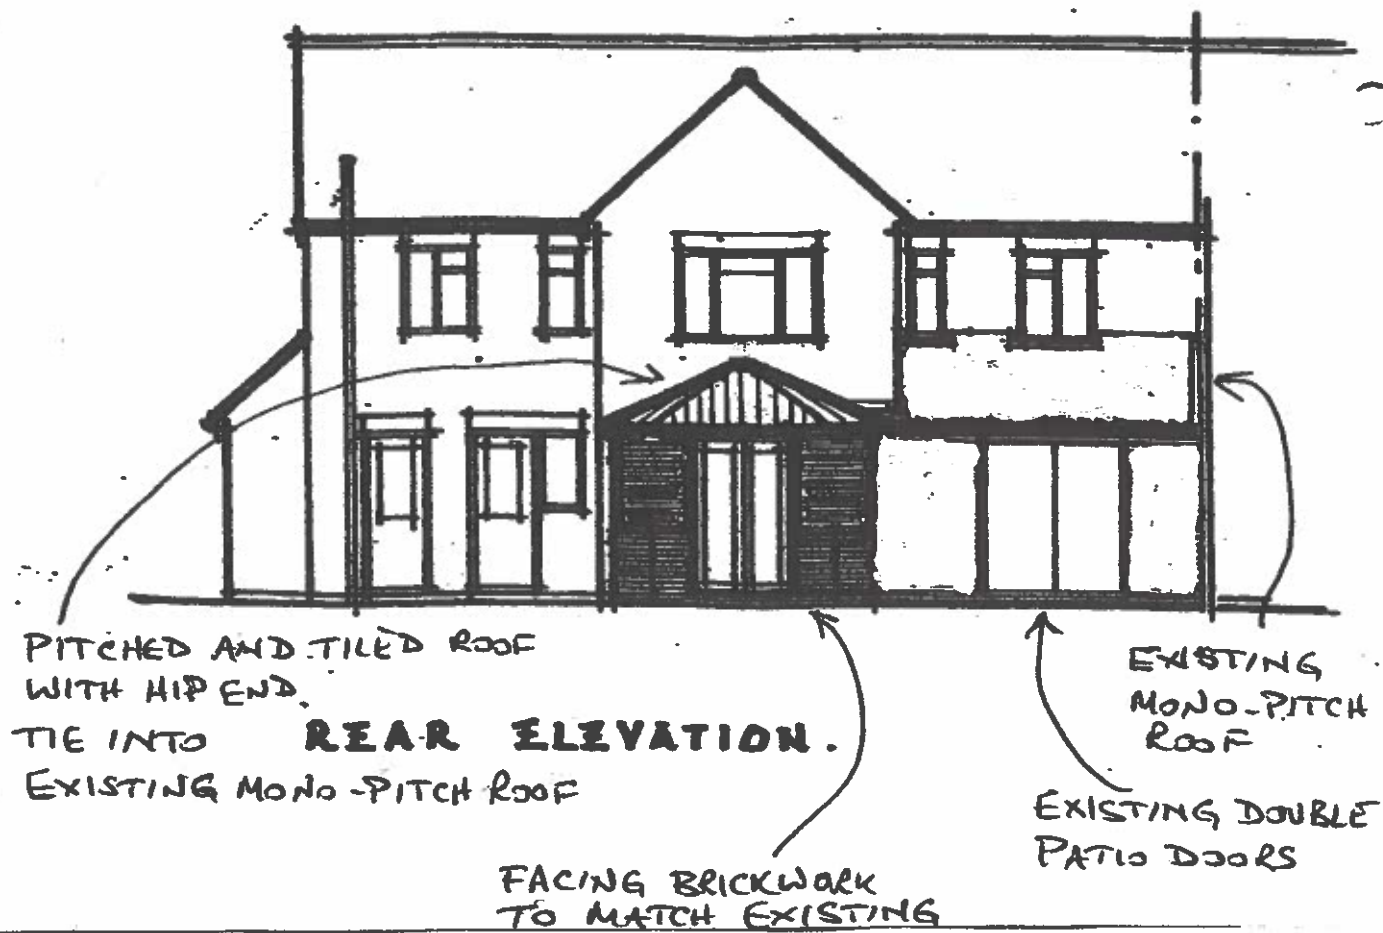 PITCHED AND TILED ROOF
WITH HIP END.
TIE INTO
EXISTING MONO-PITCH ROOF
REAR ELEVATION.
EXISTING
MONO-PITCH
ROOF
EXISTING DOUBLE
PATIO DOORS
FACING BRICKWORK
TO MATCH EXISTING